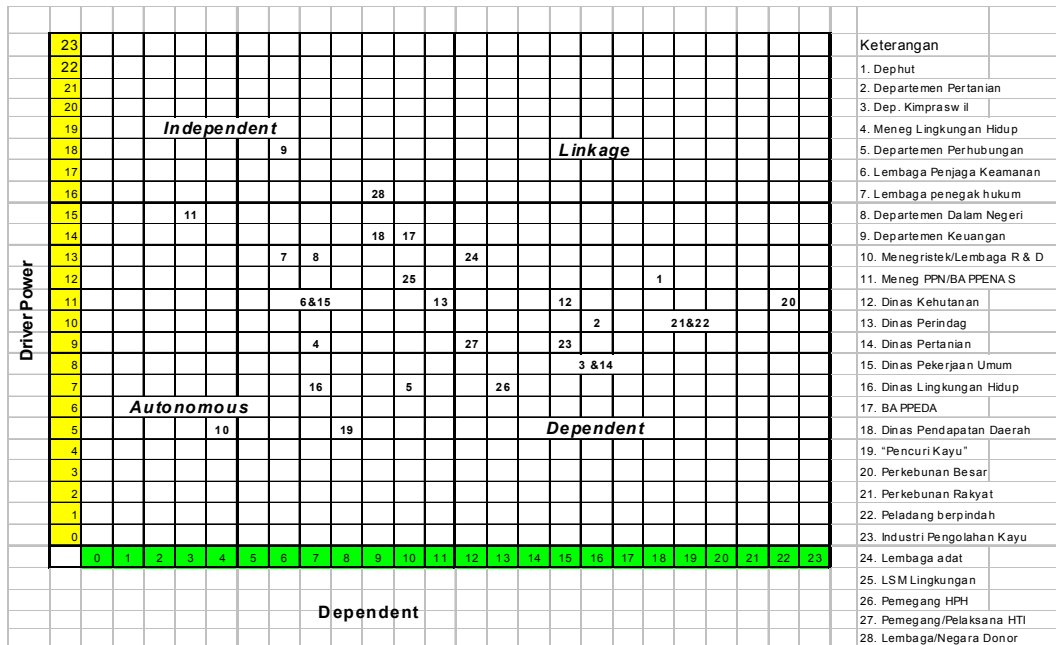 23 Keterangan
22 1. Dephut
21 2. Departemen Pertanian
20 3. Dep. Kimprasw il
19 Independent 4. Meneg Lingkungan Hidup
18 9 Linkage 5. Departemen Perhubungan
17 6. Lembaga Penjaga Keamanan
16 28 7. Lembaga penegak hukum
15 11 8. Departemen Dalam Negeri
14 18 17 9. Departemen Keuangan
13 7 8 24 10. Menegristek/Lembaga R & D
12 25 1 11. Meneg PPN/BAPPENAS
11 6&15 13 12 20 12. Dinas Kehutanan
10 2 21&22 13. Dinas Perindag
9 4 27 23 14. Dinas Pertanian
8 3 &14 15. Dinas Pekerjaan Umum
7 16 5 26 16. Dinas Lingkungan Hidup
6 Autonomous 17. BAPPEDA
5 10 19 Dependent 18. Dinas Pendapatan Daerah
4 19. "Pencuri Kayu"
3 20. Perkebunan Besar
2 21. Perkebunan Rakyat
1 22. Peladang berpindah
0 23. Industri Pengolahan Kayu
0 1 2 3 4 5 6 7 8 9 10 11 12 13 14 15 16 17 18 19 20 21 22 23 24. Lembaga adat
25. LSM Lingkungan
26. Pemegang HPH
Dependent 27. Pemegang/Pelaksana HTI
28. Lembaga/Negara Donor
Driver Power